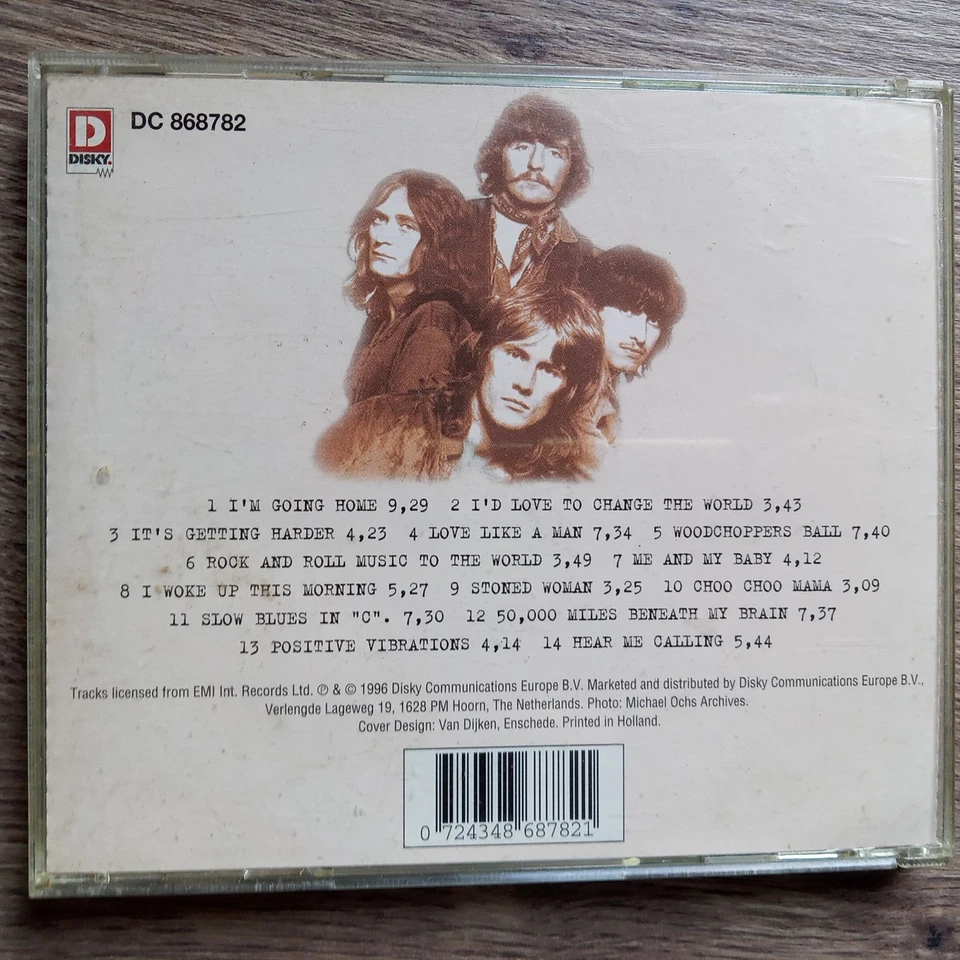 D
DISKY.
DC 868782
1 I'M GOING HOME 9,29 2 I'D LOVE TO CHANGE THE WORLD 3,43
3 IT'S GETTING HARDER 4,23 4 LOVE LIKE A MAN 7,34 5 WOODCHOPPERS BALL 7,40
6 ROCK AND ROLL MUSIC TO THE WORLD 3,49 7 ME AND MY BABY 4,12
8 I WOKE UP THIS MORNING 5,27 9 STONED WOMAN 3,25 10 CHOO CHOO MAMA 3,09
11 SLOW BLUES IN "C". 7,30 12 50,000 MILES BENEATH MY BRAIN 7,37
13 POSITIVE VIBRATIONS 4,14 14 HEAR ME CALLING 5,44
Tracks licensed from EMI Int. Records Ltd. ℗ & © 1996 Disky Communications Europe B.V. Marketed and distributed by Disky Communications Europe B.V.,
Verlengde Lageweg 19, 1628 PM Hoorn, The Netherlands. Photo: Michael Ochs Archives.
Cover Design: Van Dijken, Enschede. Printed in Holland.
0 724348 687821